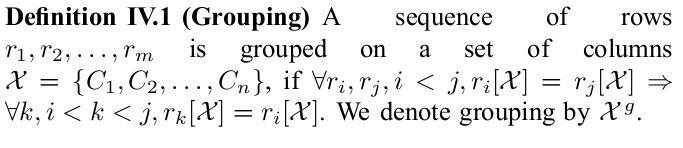 Definition IV.1 (Grouping) A sequence of rows
r₁, r₂, . . . , rₘ is grouped on a set of columns
𝒳 = {C₁, C₂, . . . , Cₙ}, if ∀rᵢ, rⱼ, i < j, rᵢ[𝒳] = rⱼ[𝒳] ⇒
∀k, i < k < j, rₖ[𝒳] = rᵢ[𝒳]. We denote grouping by 𝒳ᵍ.